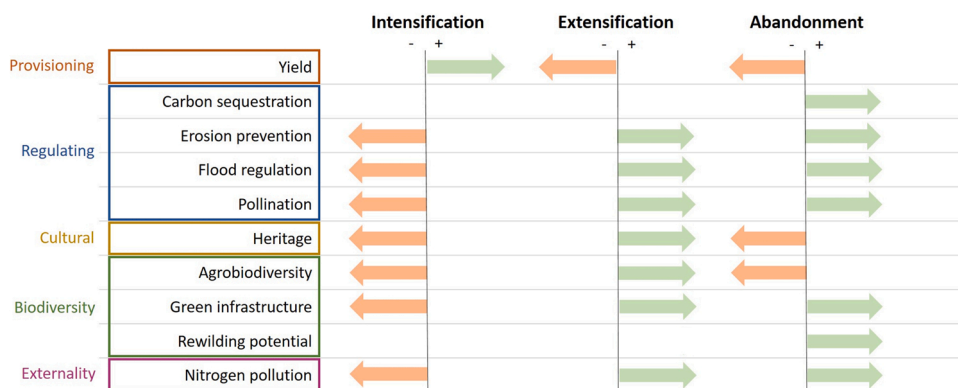 Intensification Extensification Abandonment
- + - + - +
Provisioning Yield
Carbon sequestration
Erosion prevention
Regulating
Flood regulation
Pollination
Cultural Heritage
Agrobiodiversity
Biodiversity Green infrastructure
Rewilding potential
Externality Nitrogen pollution